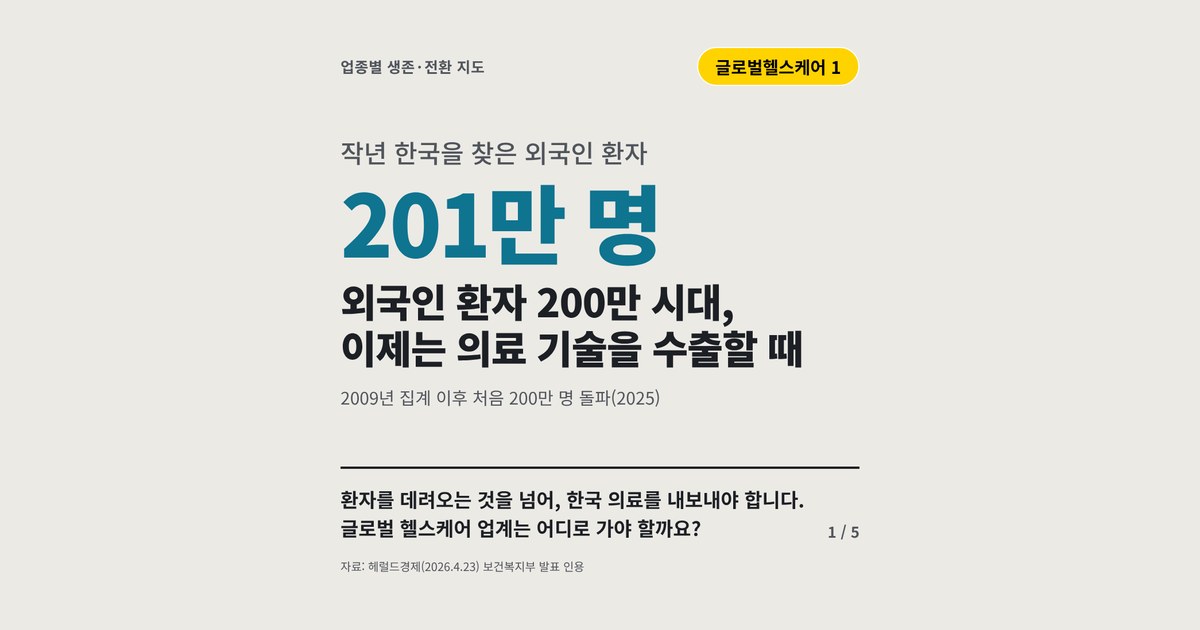 업종별 생존·전환 지도
글로벌헬스케어 1
작년 한국을 찾은 외국인 환자
201만 명
외국인 환자 200만 시대,
이제는 의료 기술을 수출할 때
2009년 집계 이후 처음 200만 명 돌파(2025)
환자를 데려오는 것을 넘어, 한국 의료를 내보내야 합니다.
글로벌 헬스케어 업계는 어디로 가야 할까요?
1 / 5
자료: 헤럴드경제(2026.4.23) 보건복지부 발표 인용